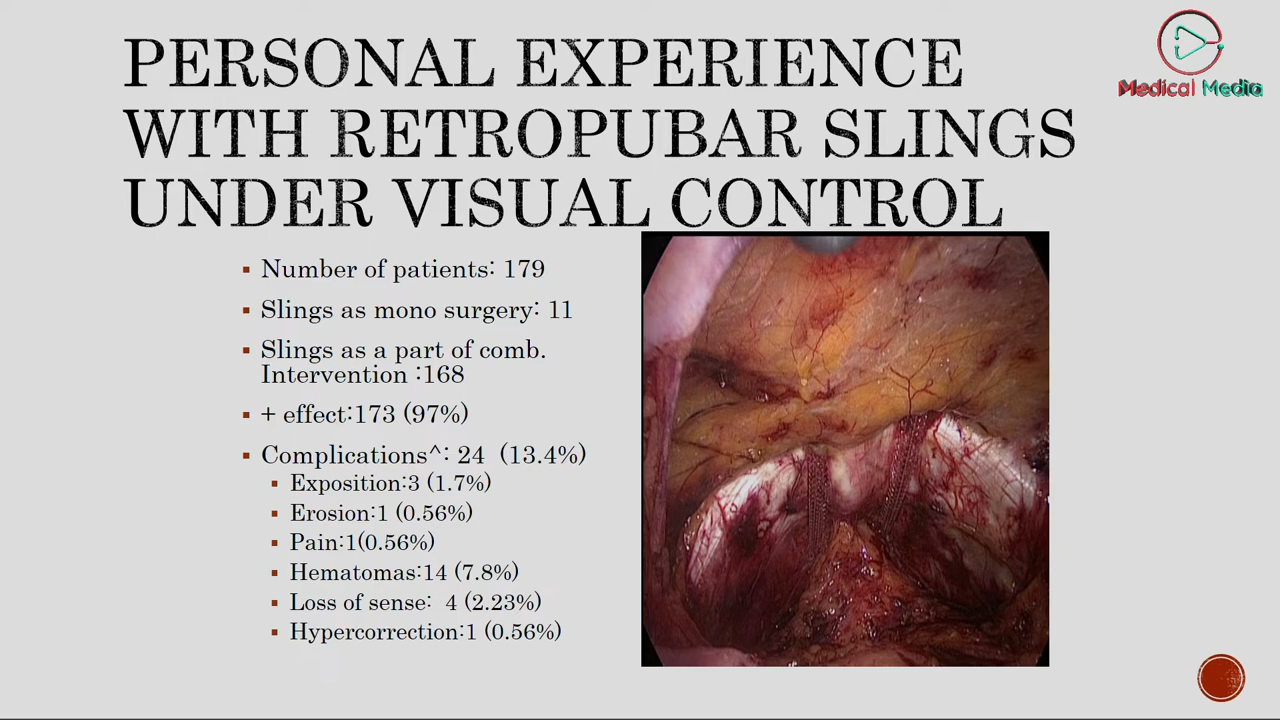 PERSONAL EXPERIENCE
WITH RETROPUBAR SLINGS
UNDER VISUAL CONTROL
Medical Media
▪ Number of patients: 179
▪ Slings as mono surgery: 11
▪ Slings as a part of comb.
Intervention :168
▪ + effect:173 (97%)
▪ Complications^: 24 (13.4%)
▪ Exposition:3 (1.7%)
▪ Erosion:1 (0.56%)
▪ Pain:1(0.56%)
▪ Hematomas:14 (7.8%)
▪ Loss of sense: 4 (2.23%)
▪ Hypercorrection:1 (0.56%)